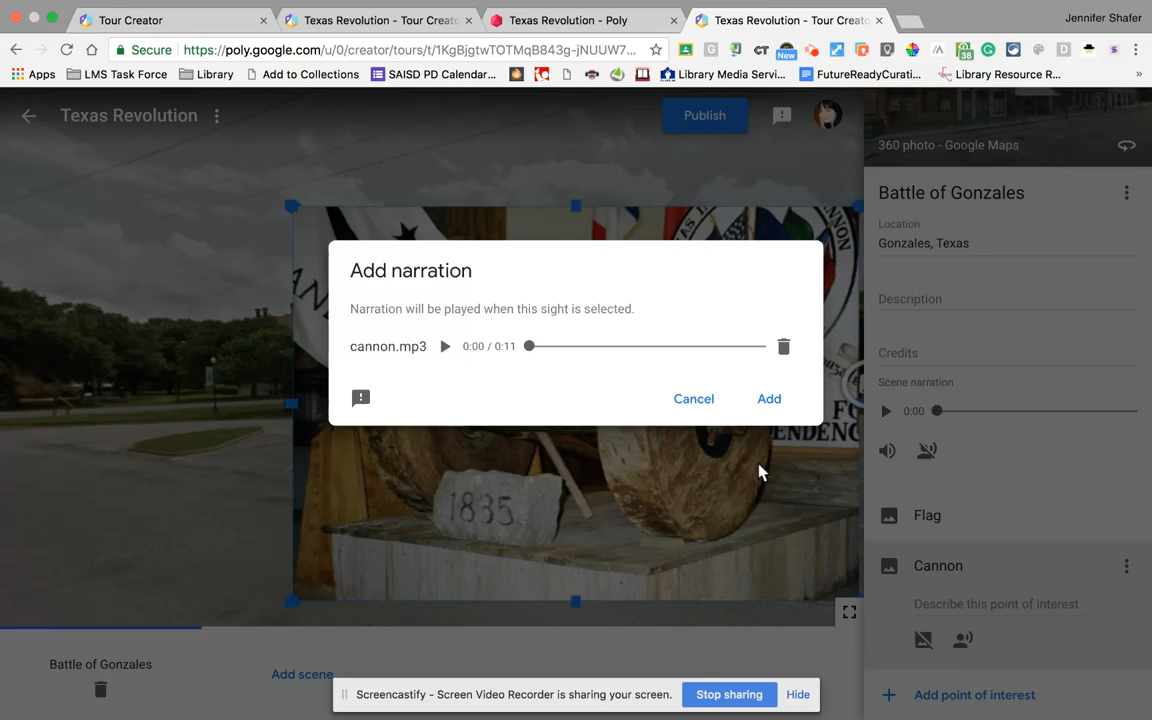 Tour Creator
Texas Revolution - Tour Creato
Texas Revolution - Poly
Texas Revolution - Tour Creato
Jennifer Shafer
Secure
https://poly.google.com/u/0/creator/tours/t/1KgBjgtwTOTMqB843g-jNUUW7...
Apps
LMS Task Force
Library
Add to Collections
SAISD PD Calendar...
Library Media Servi...
FutureReadyCurati...
Library Resource R...
New
38
Texas Revolution
Publish
360 photo - Google Maps
Battle of Gonzales
Location
Gonzales, Texas
Description
Credits
Scene narration
0:00
Flag
Cannon
Describe this point of interest
Add point of interest
Add narration
Narration will be played when this sight is selected.
cannon.mp3
0:00 / 0:11
Cancel
Add
1835
Battle of Gonzales
Add scene
Screencastify - Screen Video Recorder is sharing your screen.
Stop sharing
Hide